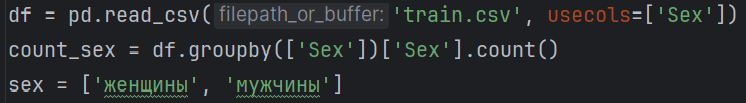 df = pd.read_csv( filepath_or_buffer: 'train.csv', usecols=['Sex'])
count_sex = df.groupby(['Sex'])['Sex'].count()
sex = ['женщины', 'мужчины']